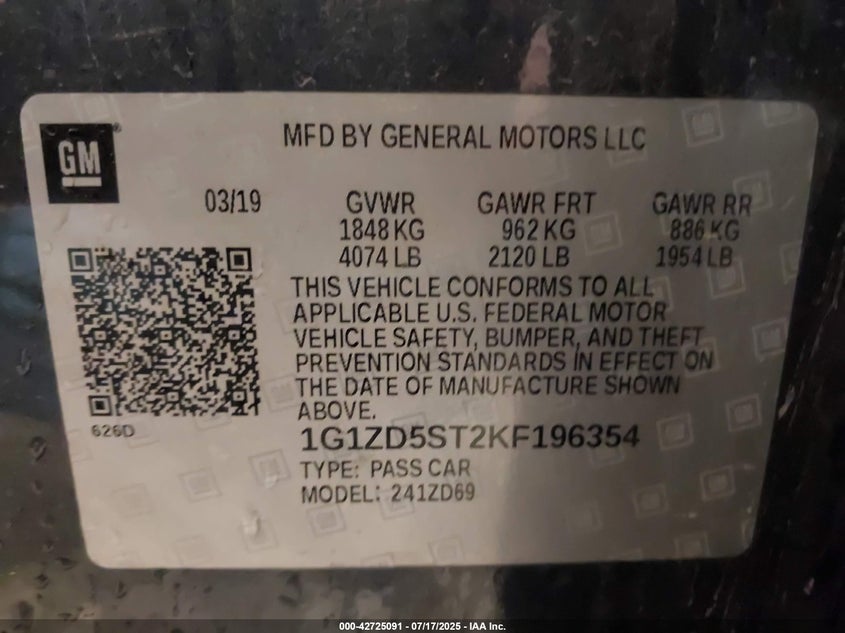 GM®
MFD BY GENERAL MOTORS LLC
03/19 GVWR GAWR FRT GAWR RR
1848 KG 962 KG 886 KG
4074 LB 2120 LB 1954 LB
THIS VEHICLE CONFORMS TO ALL
APPLICABLE U.S. FEDERAL MOTOR
VEHICLE SAFETY, BUMPER, AND THEFT
PREVENTION STANDARDS IN EFFECT ON
THE DATE OF MANUFACTURE SHOWN
ABOVE.
626D
1G1ZD5ST2KF196354
TYPE: PASS CAR
MODEL: 241ZD69
000-42725091 - 07/17/2025 - IAA Inc.